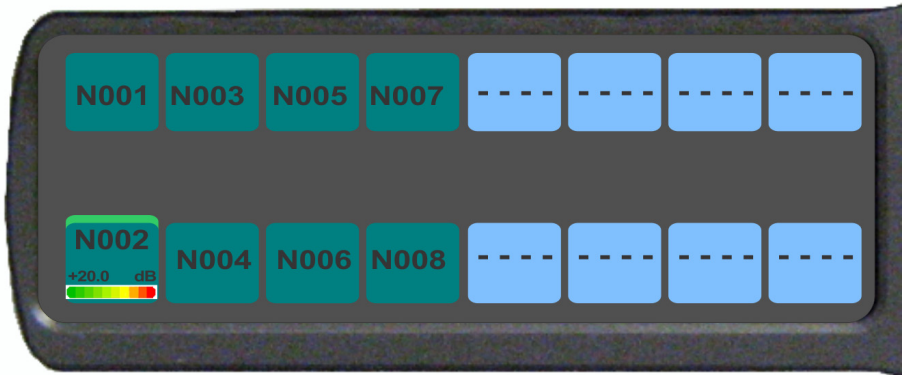 N001 N003 N005 N007 - - - - - - - - - - - - - - - -
N002
+20.0 dB
N004 N006 N008 - - - - - - - - - - - - - - - -